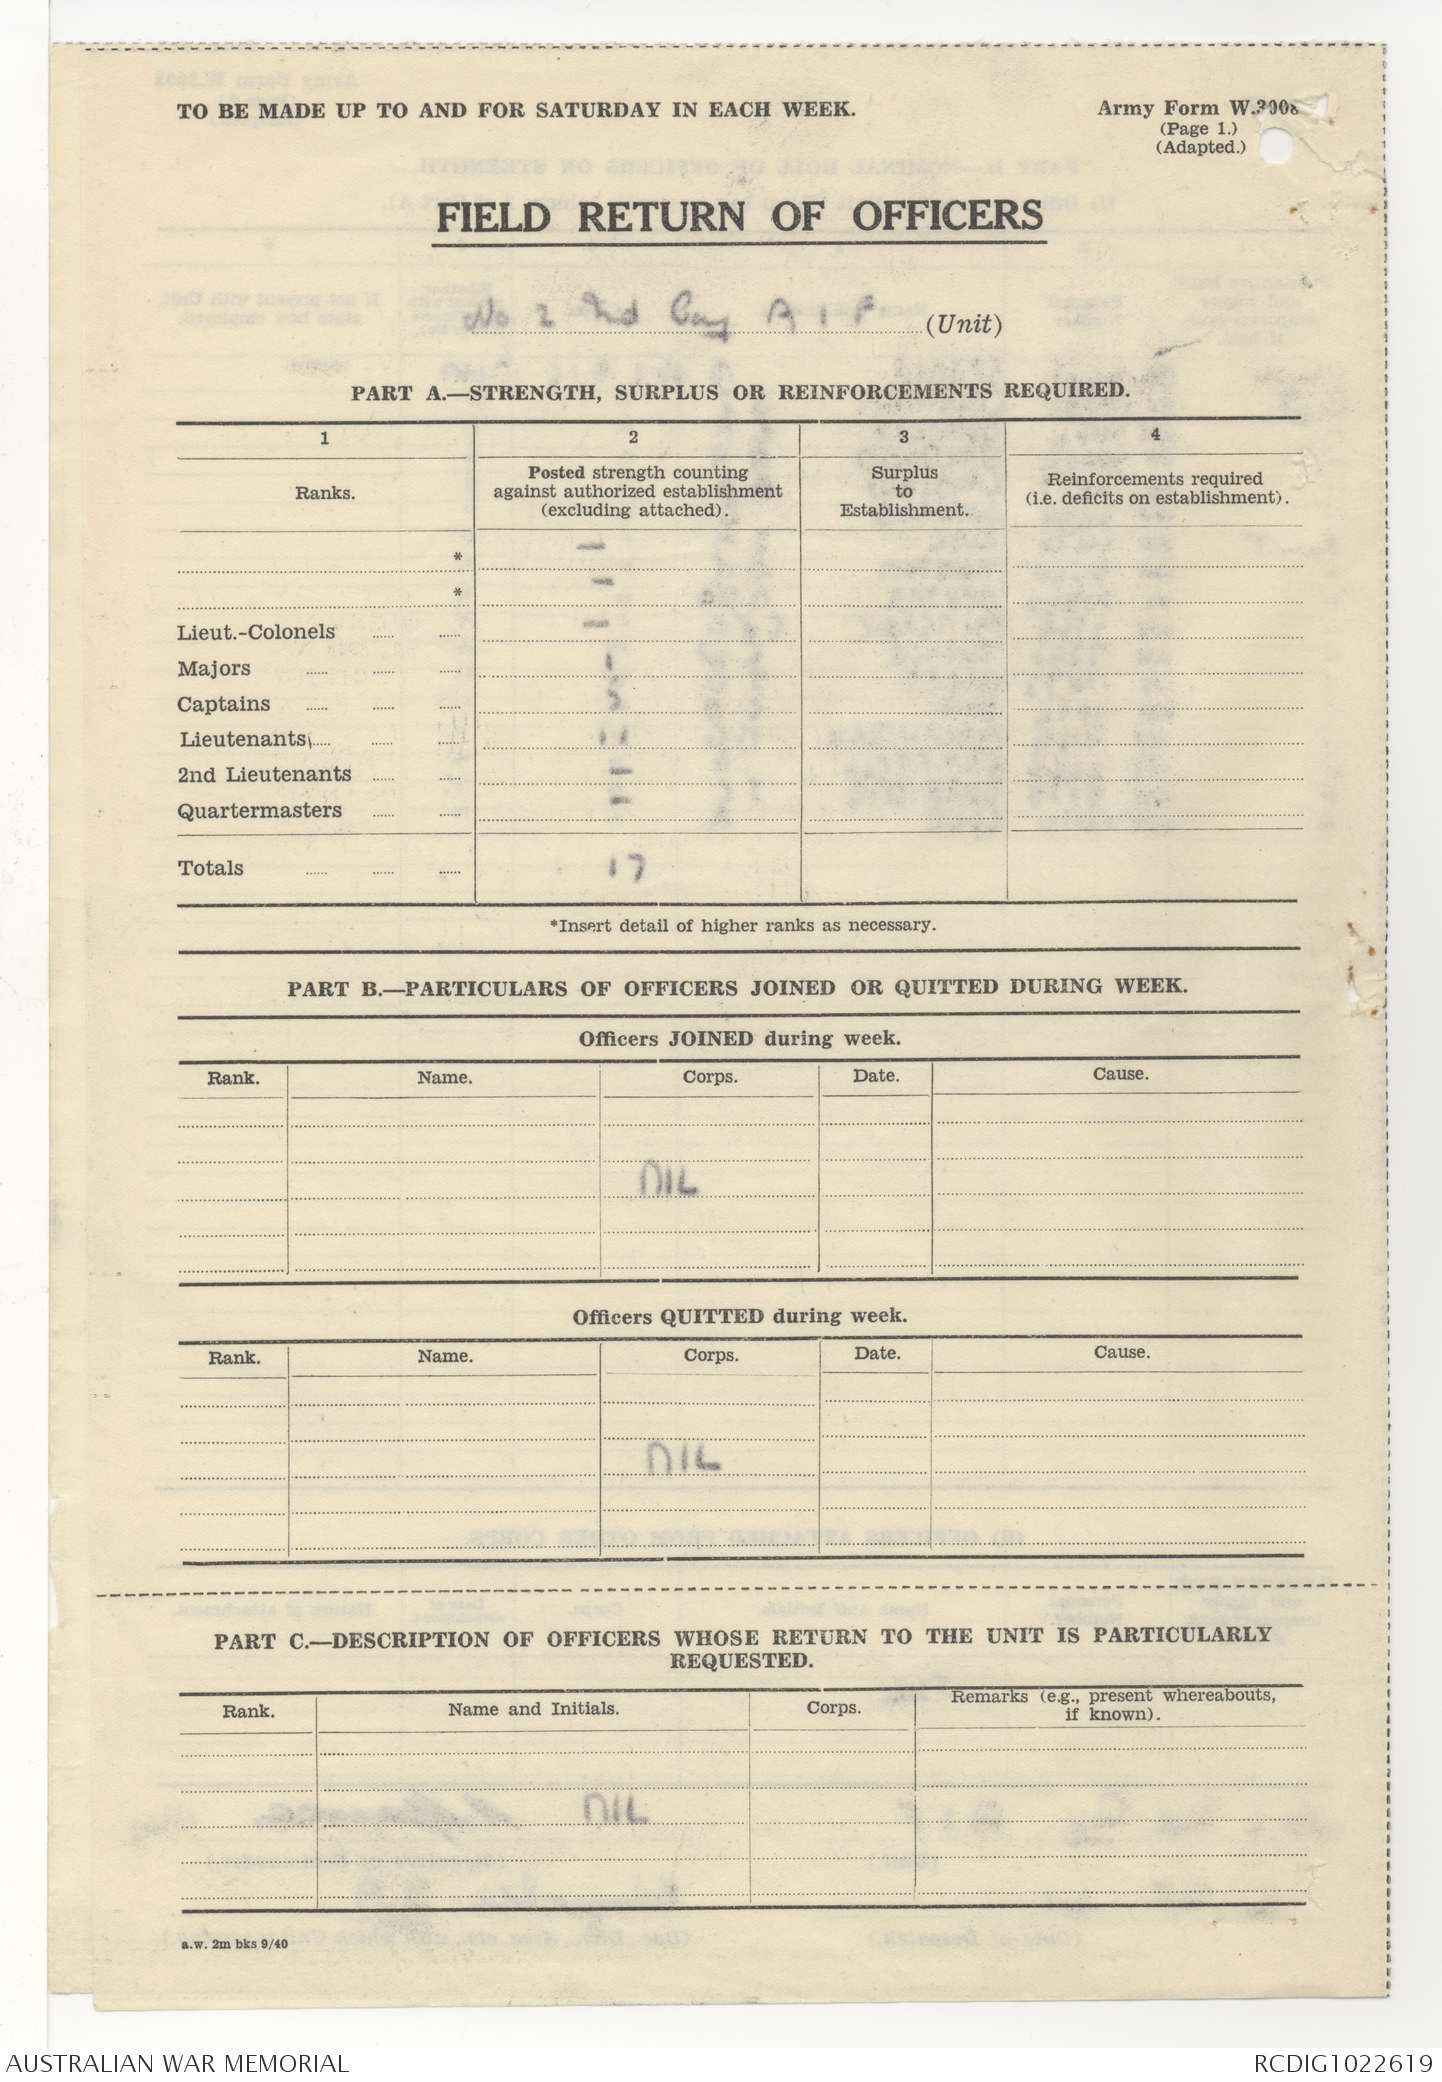 TO BE MADE UP TO AND FOR SATURDAY IN EACH WEEK.
Army Form W.3008
(Page 1.)
(Adapted.)
FIELD RETURN OF OFFICERS
No 2 2nd Coy A I F (Unit)
PART A.—STRENGTH, SURPLUS OR REINFORCEMENTS REQUIRED.
1 2 3 4
Ranks.
Posted strength counting
against authorized establishment
(excluding attached).
Surplus
to
Establishment.
Reinforcements required
(i.e. deficits on establishment).
* —
* —
Lieut.-Colonels —
Majors 1
Captains 5
Lieutenants 11
2nd Lieutenants —
Quartermasters —
Totals 17
*Insert detail of higher ranks as necessary.
PART B.—PARTICULARS OF OFFICERS JOINED OR QUITTED DURING WEEK.
Officers JOINED during week.
Rank. Name. Corps. Date. Cause.
NIL
Officers QUITTED during week.
Rank. Name. Corps. Date. Cause.
NIL
PART C.—DESCRIPTION OF OFFICERS WHOSE RETURN TO THE UNIT IS PARTICULARLY
REQUESTED.
Rank. Name and Initials. Corps. Remarks (e.g., present whereabouts,
if known).
NIL
a.w. 2m bks 9/40
AUSTRALIAN WAR MEMORIAL
RCDIG1022619